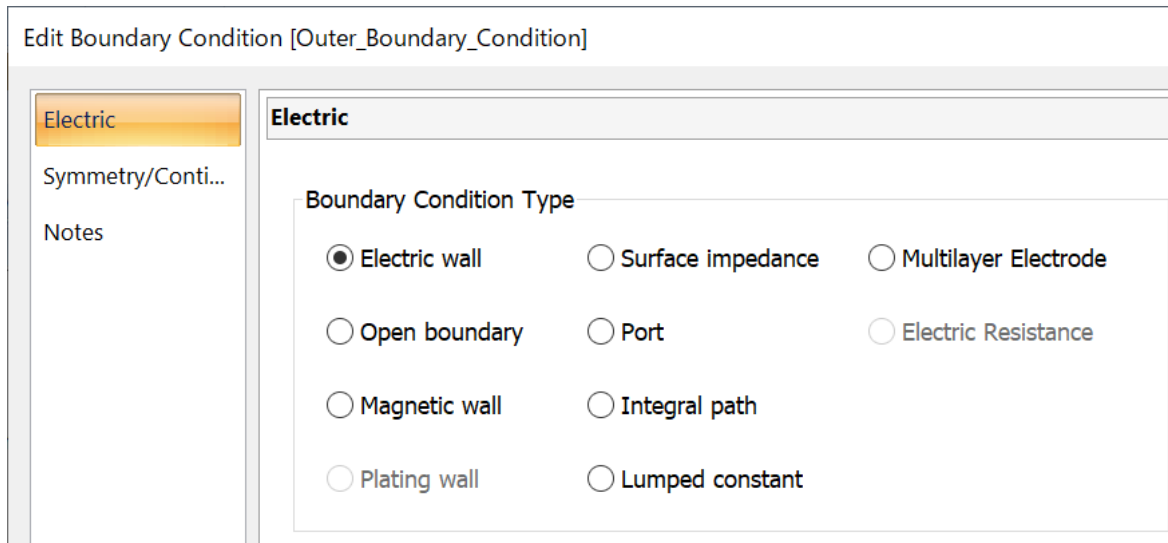 Edit Boundary Condition [Outer_Boundary_Condition]
Electric
Symmetry/Conti...
Notes
Electric
Boundary Condition Type
Electric wall
Surface impedance
Multilayer Electrode
Open boundary
Port
Electric Resistance
Magnetic wall
Integral path
Plating wall
Lumped constant